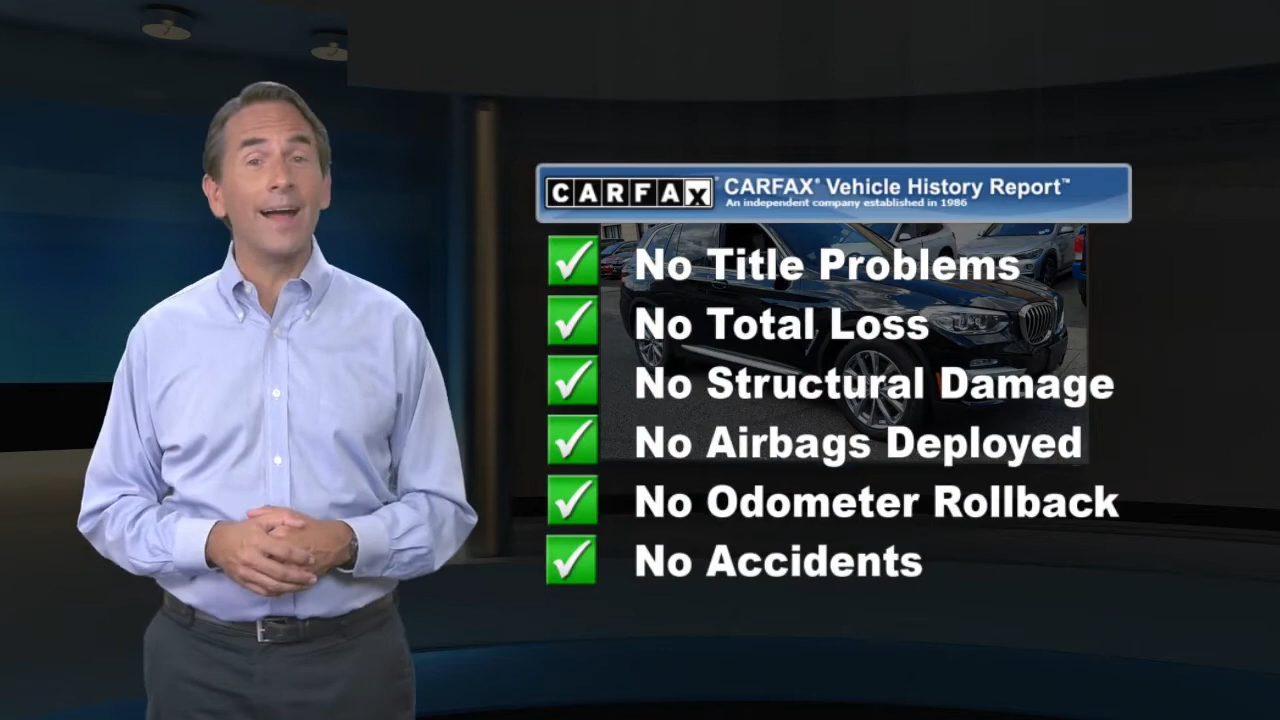 CARFAX® CARFAX® Vehicle History Report™
An independent company established in 1986
No Title Problems
No Total Loss
No Structural Damage
No Airbags Deployed
No Odometer Rollback
No Accidents